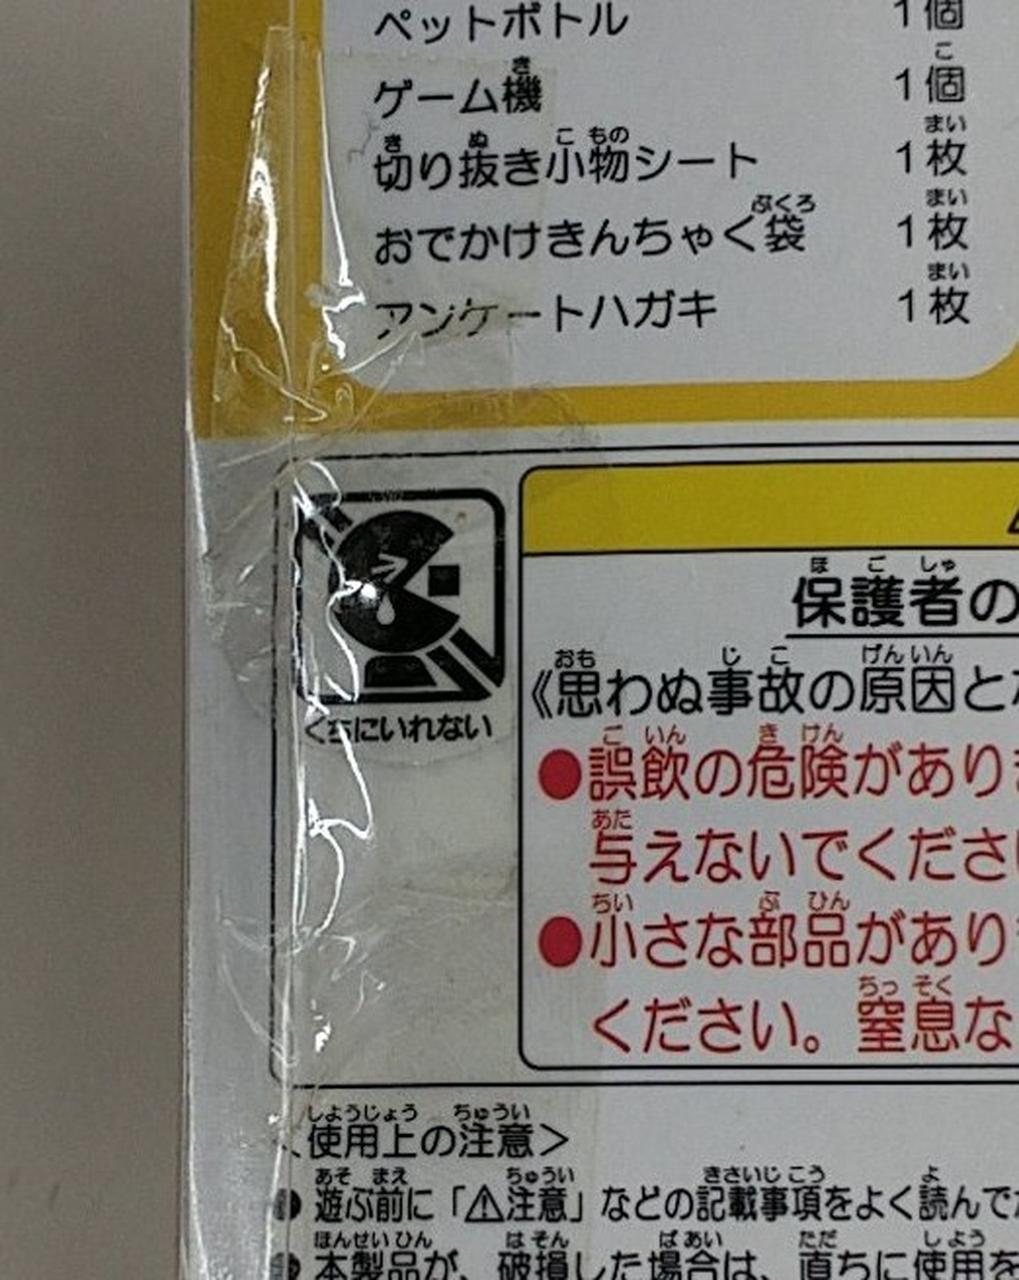 ペットボトル 1個
ゲーム機 1個
切り抜き小物シート 1枚
おでかけきんちゃく袋 1枚
アンケートハガキ 1枚
くちにいれない
保護者の
《思わぬ事故の原因と
●誤飲の危険があり
与えないでください
●小さな部品があり
ください。窒息な
使用上の注意>
●遊ぶ前に「⚠注意」などの記載事項をよく読んで
●本製品が、破損した場合は、直ちに使用を